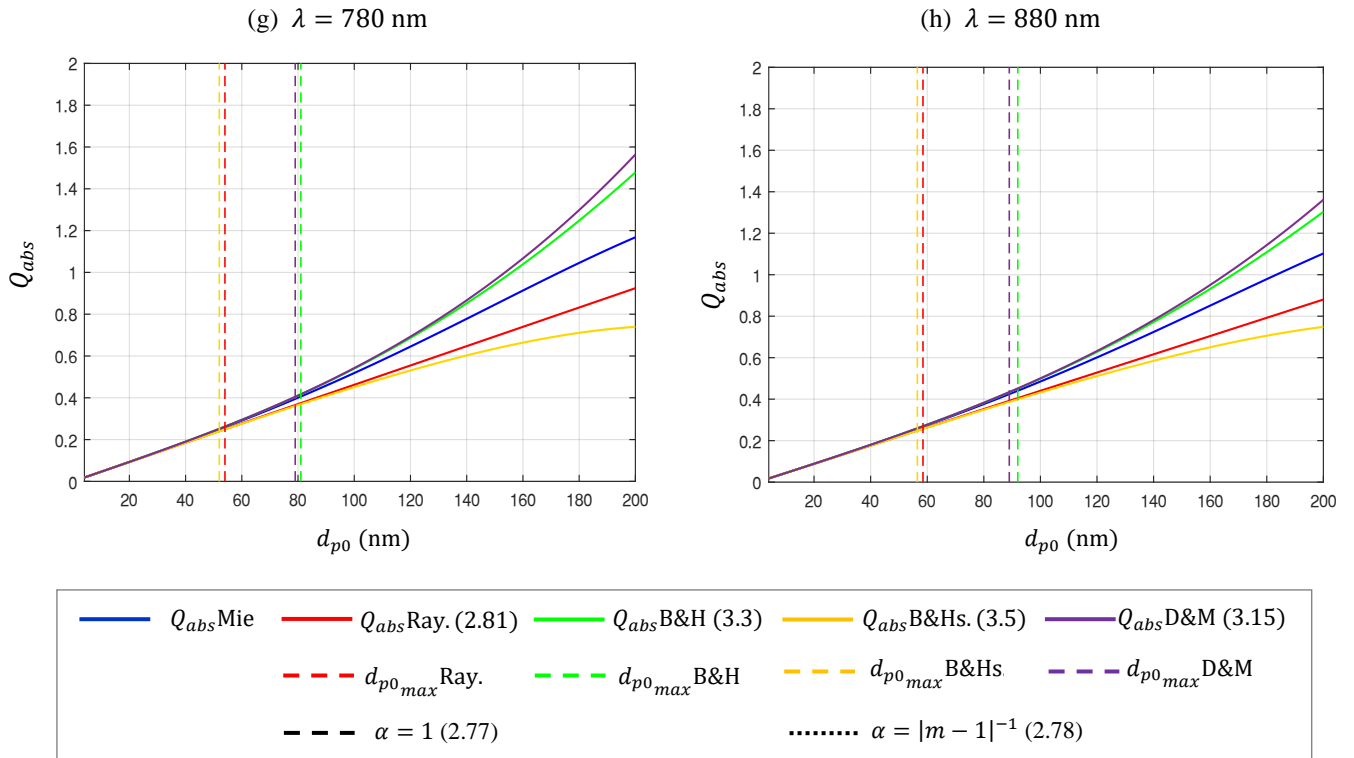 (g) λ = 780 nm
(h) λ = 880 nm
2
1.8
1.6
1.4
1.2
1
0.8
0.6
0.4
0.2
0
Q_abs
20 40 60 80 100 120 140 160 180 200
d_p0 (nm)
2
1.8
1.6
1.4
1.2
1
0.8
0.6
0.4
0.2
0
Q_abs
20 40 60 80 100 120 140 160 180 200
d_p0 (nm)
Q_abs Mie Q_abs Ray. (2.81) Q_abs B&H (3.3) Q_abs B&Hs. (3.5) Q_abs D&M (3.15)
d_p0_max Ray. d_p0_max B&H d_p0_max B&Hs. d_p0_max D&M
α = 1 (2.77) α = |m − 1|⁻¹ (2.78)